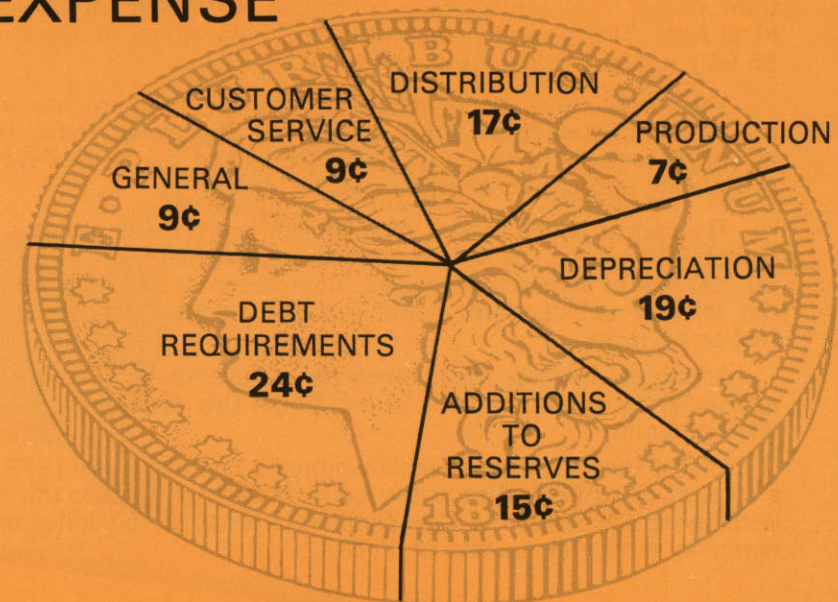 EXPENSE
DISTRIBUTION
17¢
PRODUCTION
7¢
CUSTOMER
SERVICE
9¢
GENERAL
9¢
DEPRECIATION
19¢
DEBT
REQUIREMENTS
24¢
ADDITIONS
TO
RESERVES
15¢